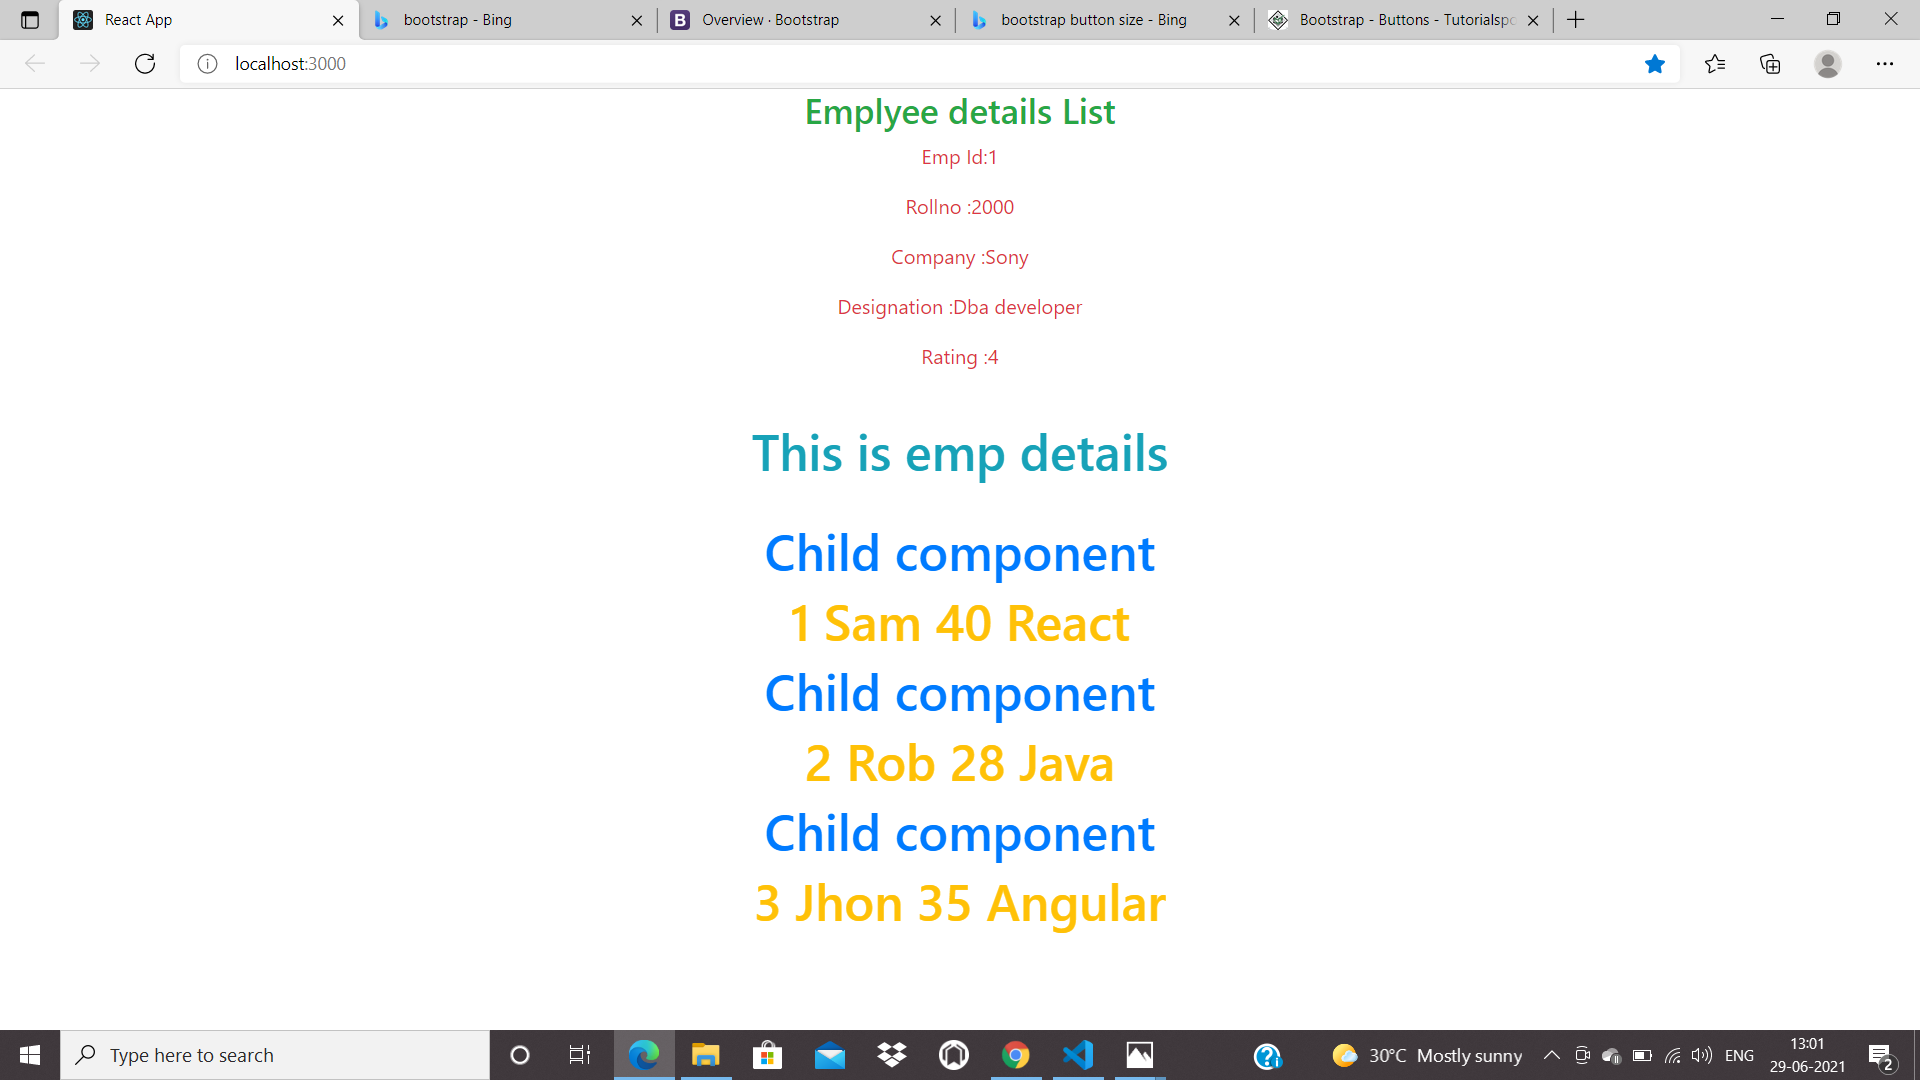 React App
bootstrap - Bing
Overview · Bootstrap
bootstrap button size - Bing
Bootstrap - Buttons - Tutorialspo
localhost:3000
Emplyee details List
Emp Id:1
Rollno :2000
Company :Sony
Designation :Dba developer
Rating :4
This is emp details
Child component
1 Sam 40 React
Child component
2 Rob 28 Java
Child component
3 Jhon 35 Angular
Type here to search
30°C Mostly sunny
ENG
13:01
29-06-2021
2